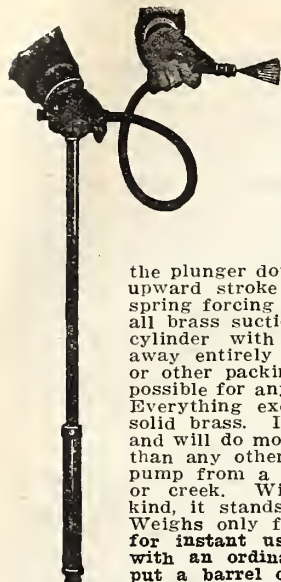 the plunger do
upward stroke
spring forcing
all brass suctio
cylinder with
away entirely
or other packin
possible for any
Everything exc
solid brass. I
and will do mo
than any other
pump from a
or creek. Wi
kind, it stands
Weighs only f
for instant us
with an ordina
put a barrel o